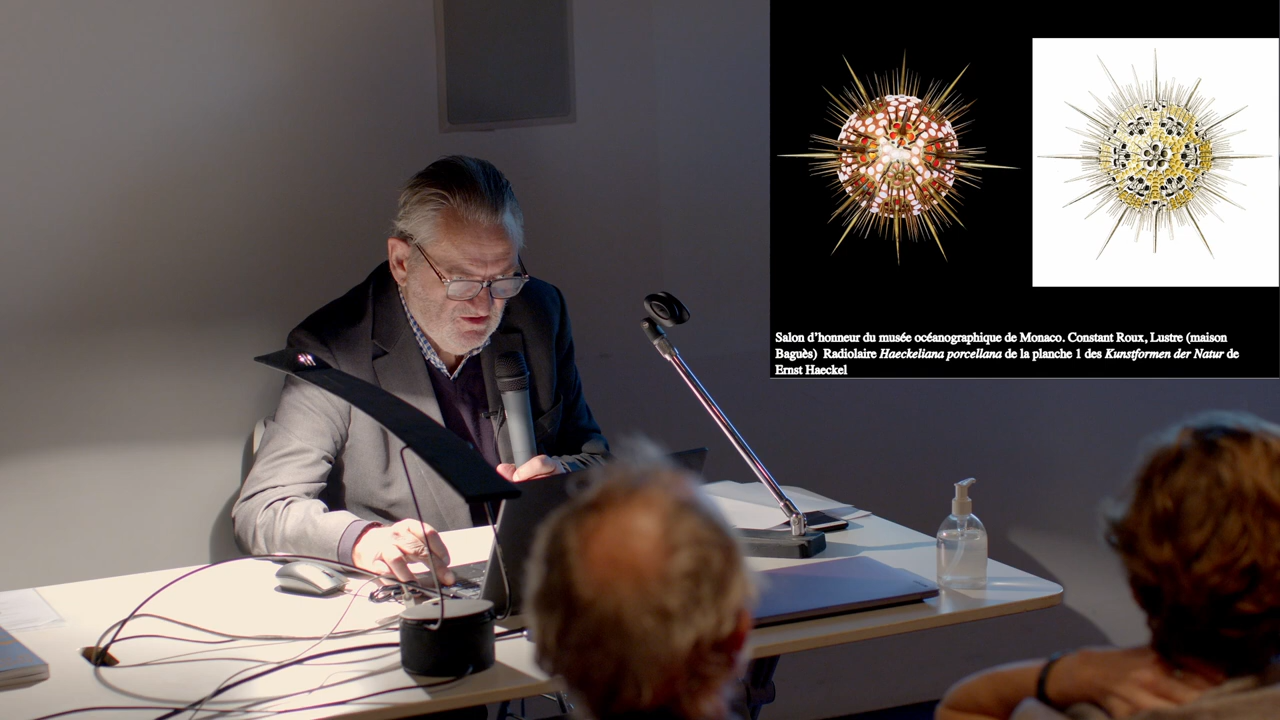 Salon d’honneur du musée océanographique de Monaco. Constant Roux, Lustre (maison
Baguès)  Radiolaire Haeckeliana porcellana de la planche 1 des Kunstformen der Natur de
Ernst Haeckel